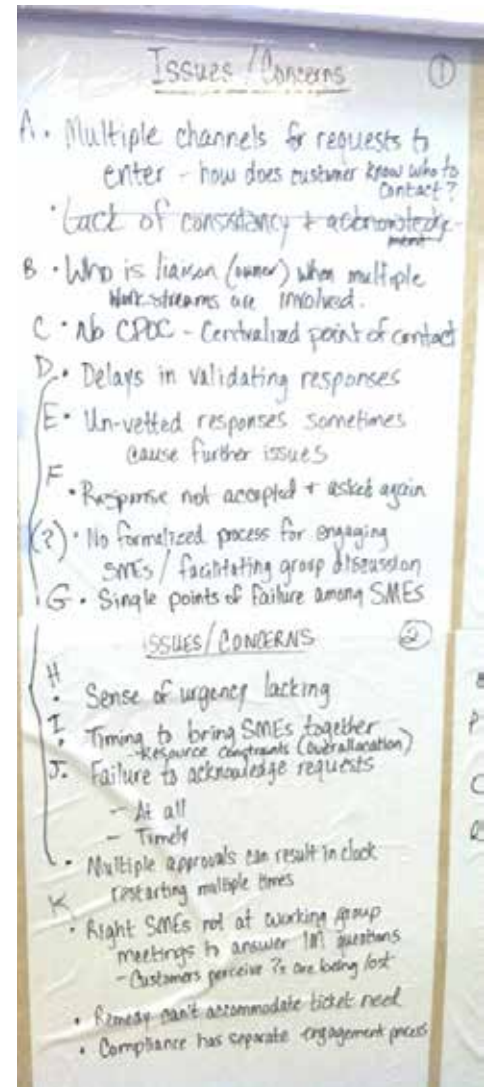 Issues / Concerns ①
A. Multiple channels for requests to
enter - how does customer know who to
contact?
· Lack of consistancy + acknowledge-
ment
B · Who is liaison (owner) when multiple
work streams are involved.
C · No CPOC - Centralized point of contact
D. · Delays in validating responses
E · Un-vetted responses sometimes
cause further issues
F
· Response not accepted + asked again
(?) · No formalized process for engaging
SMEs / facilitating group discussion
G · Single points of failure among SMEs
ISSUES/CONCERNS ②
H
· Sense of urgency lacking
I
· Timing to bring SMEs together
- Resource constraints (overallocation)
J. Failure to acknowledge requests
- At all
- Timely
· Multiple approvals can result in clock
restarting multiple times
K
· Right SMEs not at working group
meetings to answer questions
- Customers perceive ?s are being lost
· Remedy can't accommodate ticket need
· Compliance has separate engagement process